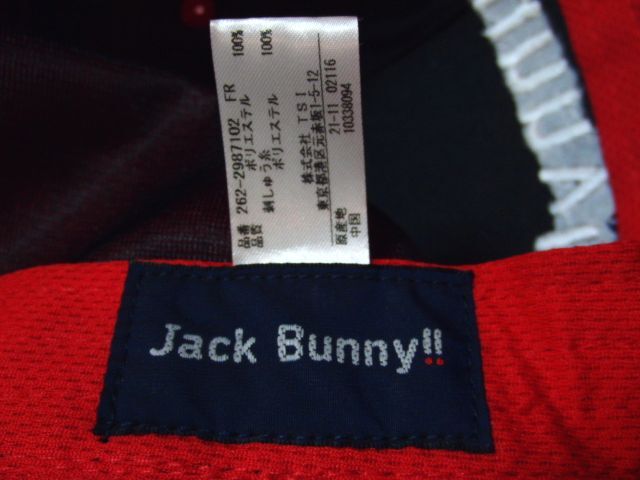 品番 262-2987102 FR
品質 ポリエステル 100%
刺しゅう糸
ポリエステル 100%
株式会社 TSI
東京都港区元赤坂1-5-12
21-11 02116
原産地 10338094
中国
Jack Bunny!!